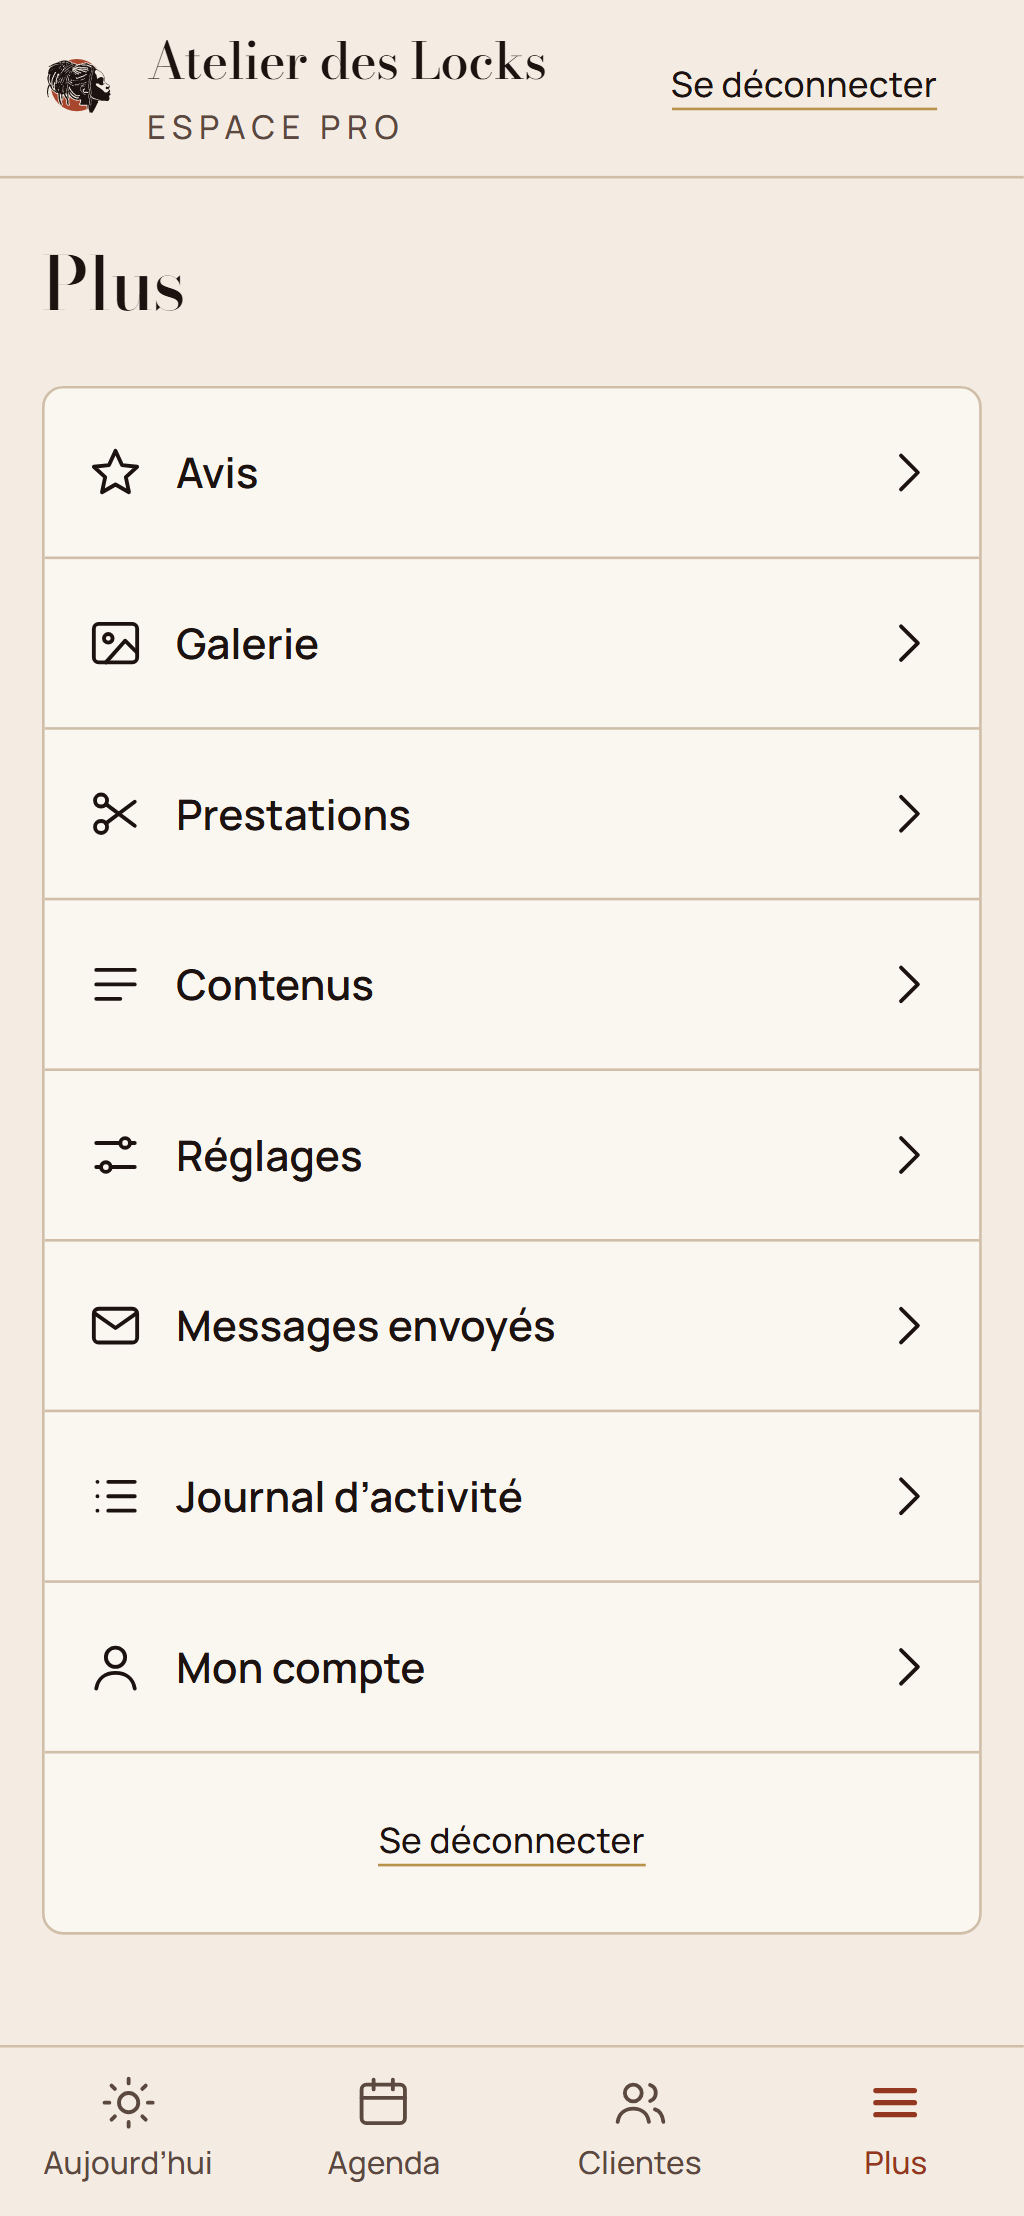 Atelier des Locks
ESPACE PRO
Se déconnecter
Plus
Avis
Galerie
Prestations
Contenus
Réglages
Messages envoyés
Journal d’activité
Mon compte
Se déconnecter
Aujourd’hui
Agenda
Clientes
Plus